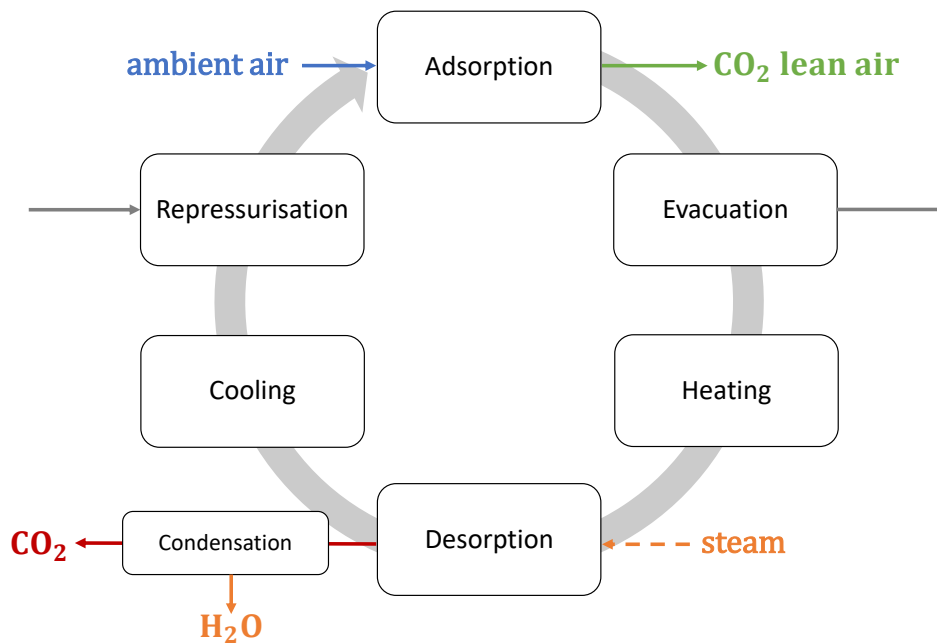 ambient air
Adsorption
CO₂ lean air
Repressurisation
Evacuation
Cooling
Heating
CO₂
Condensation
Desorption
steam
H₂O